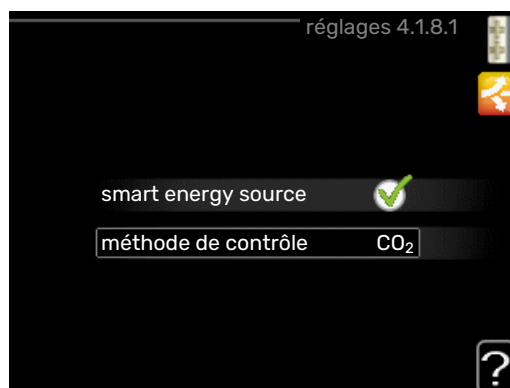 réglages 4.1.8.1
smart energy source
méthode de contrôle CO₂
?